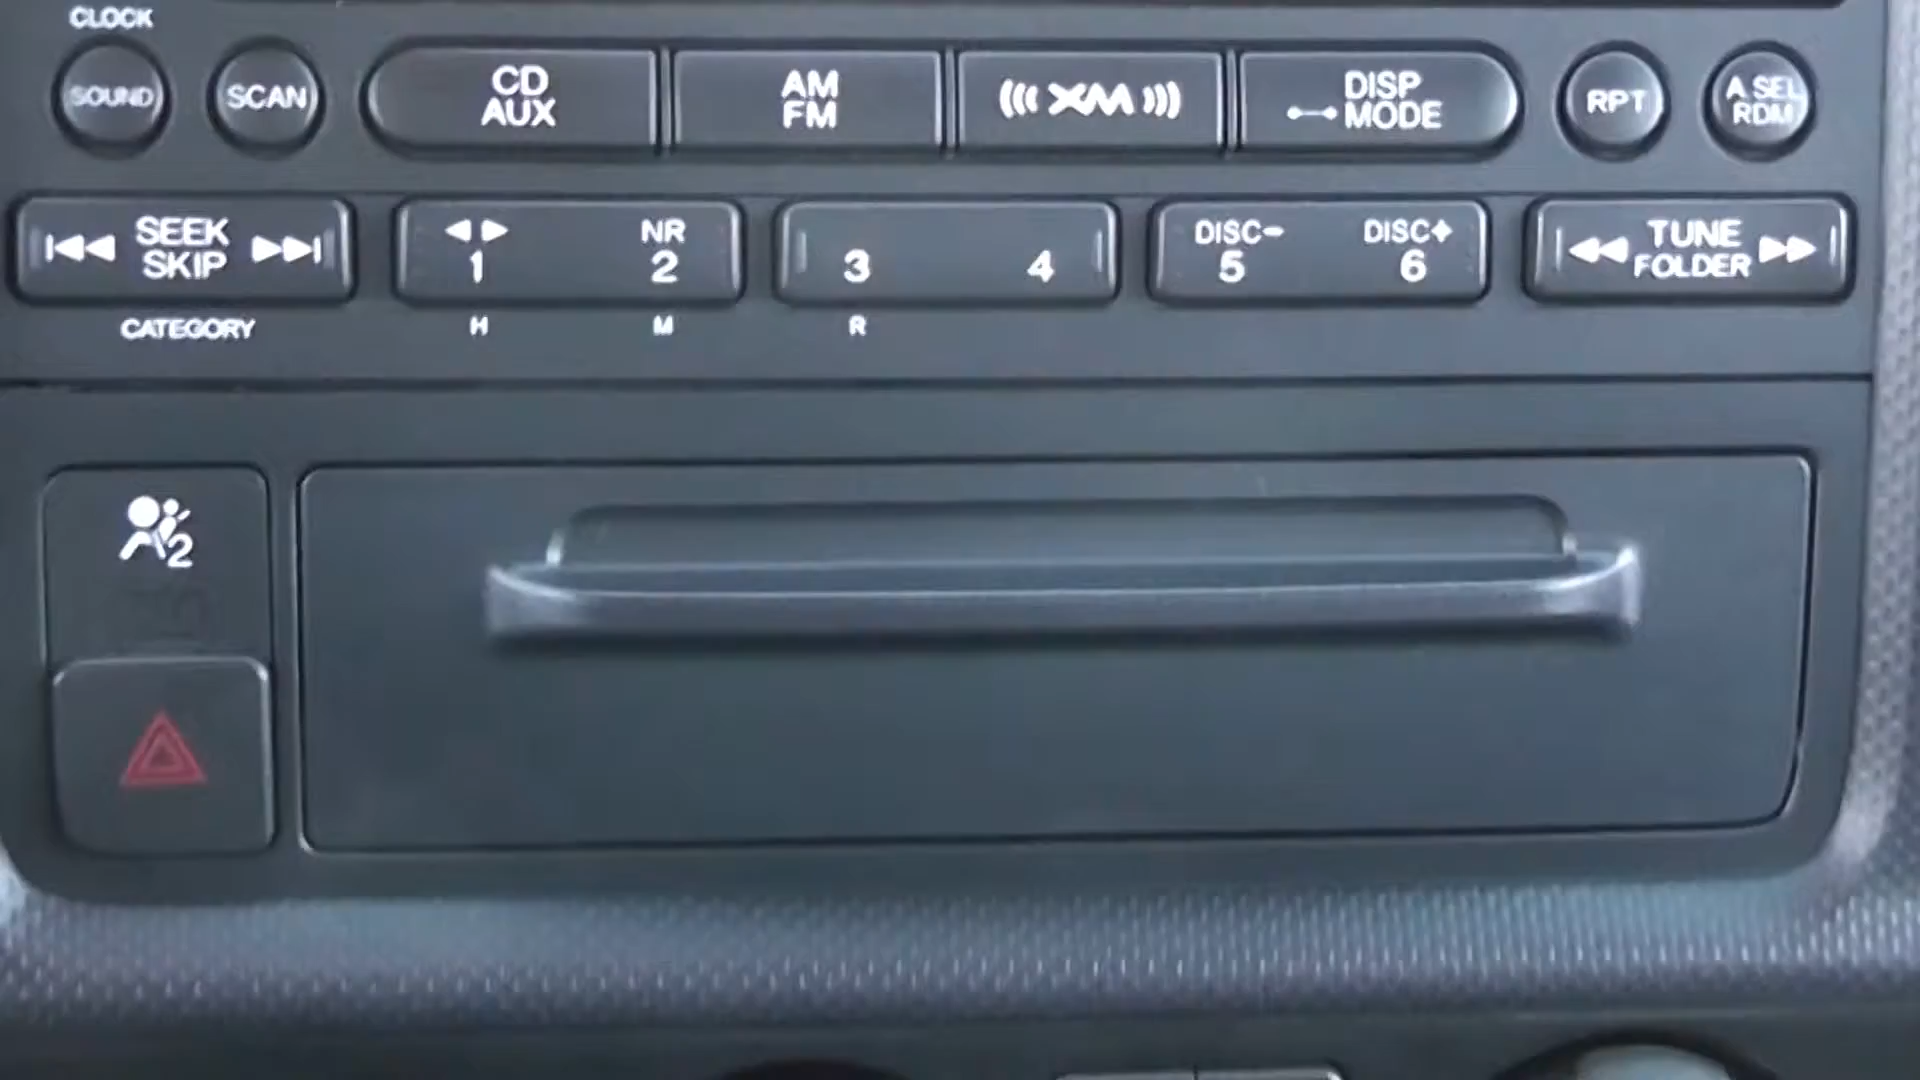 CLOCK
SOUND
SCAN
CD
AUX
AM
FM
XM
DISP
MODE
RPT
A.SEL
RDM
SEEK
SKIP
CATEGORY
1
H
NR
2
M
3
R
4
DISC-
5
DISC+
6
TUNE
FOLDER
2